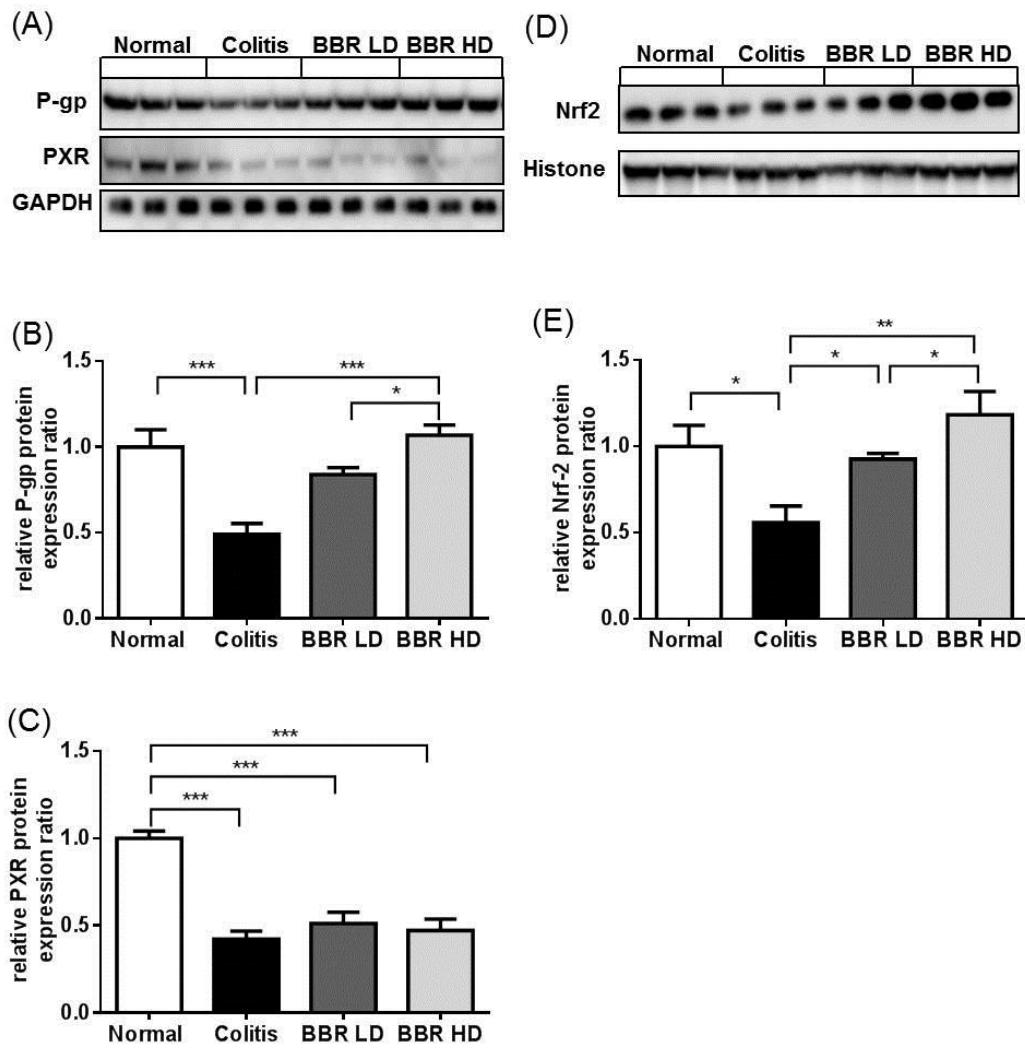 (A)
Normal Colitis BBR LD BBR HD
P-gp
PXR
GAPDH
(D)
Normal Colitis BBR LD BBR HD
Nrf2
Histone
(B)
relative P-gp protein
expression ratio
1.5
1.0
0.5
0.0
***
***
*
Normal Colitis BBR LD BBR HD
(E)
relative Nrf-2 protein
expression ratio
1.5
1.0
0.5
0.0
**
*
*
*
Normal Colitis BBR LD BBR HD
(C)
relative PXR protein
expression ratio
1.5
1.0
0.5
0.0
***
***
***
Normal Colitis BBR LD BBR HD